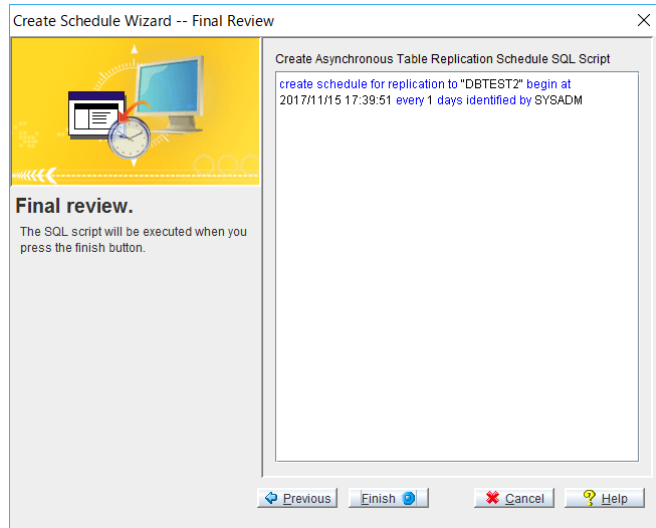 Create Schedule Wizard -- Final Review
Create Asynchronous Table Replication Schedule SQL Script
create schedule for replication to "DBTEST2" begin at
2017/11/15 17:39:51 every 1 days identified by SYSADM
Final review.
The SQL script will be executed when you
press the finish button.
Previous
Finish
Cancel
Help